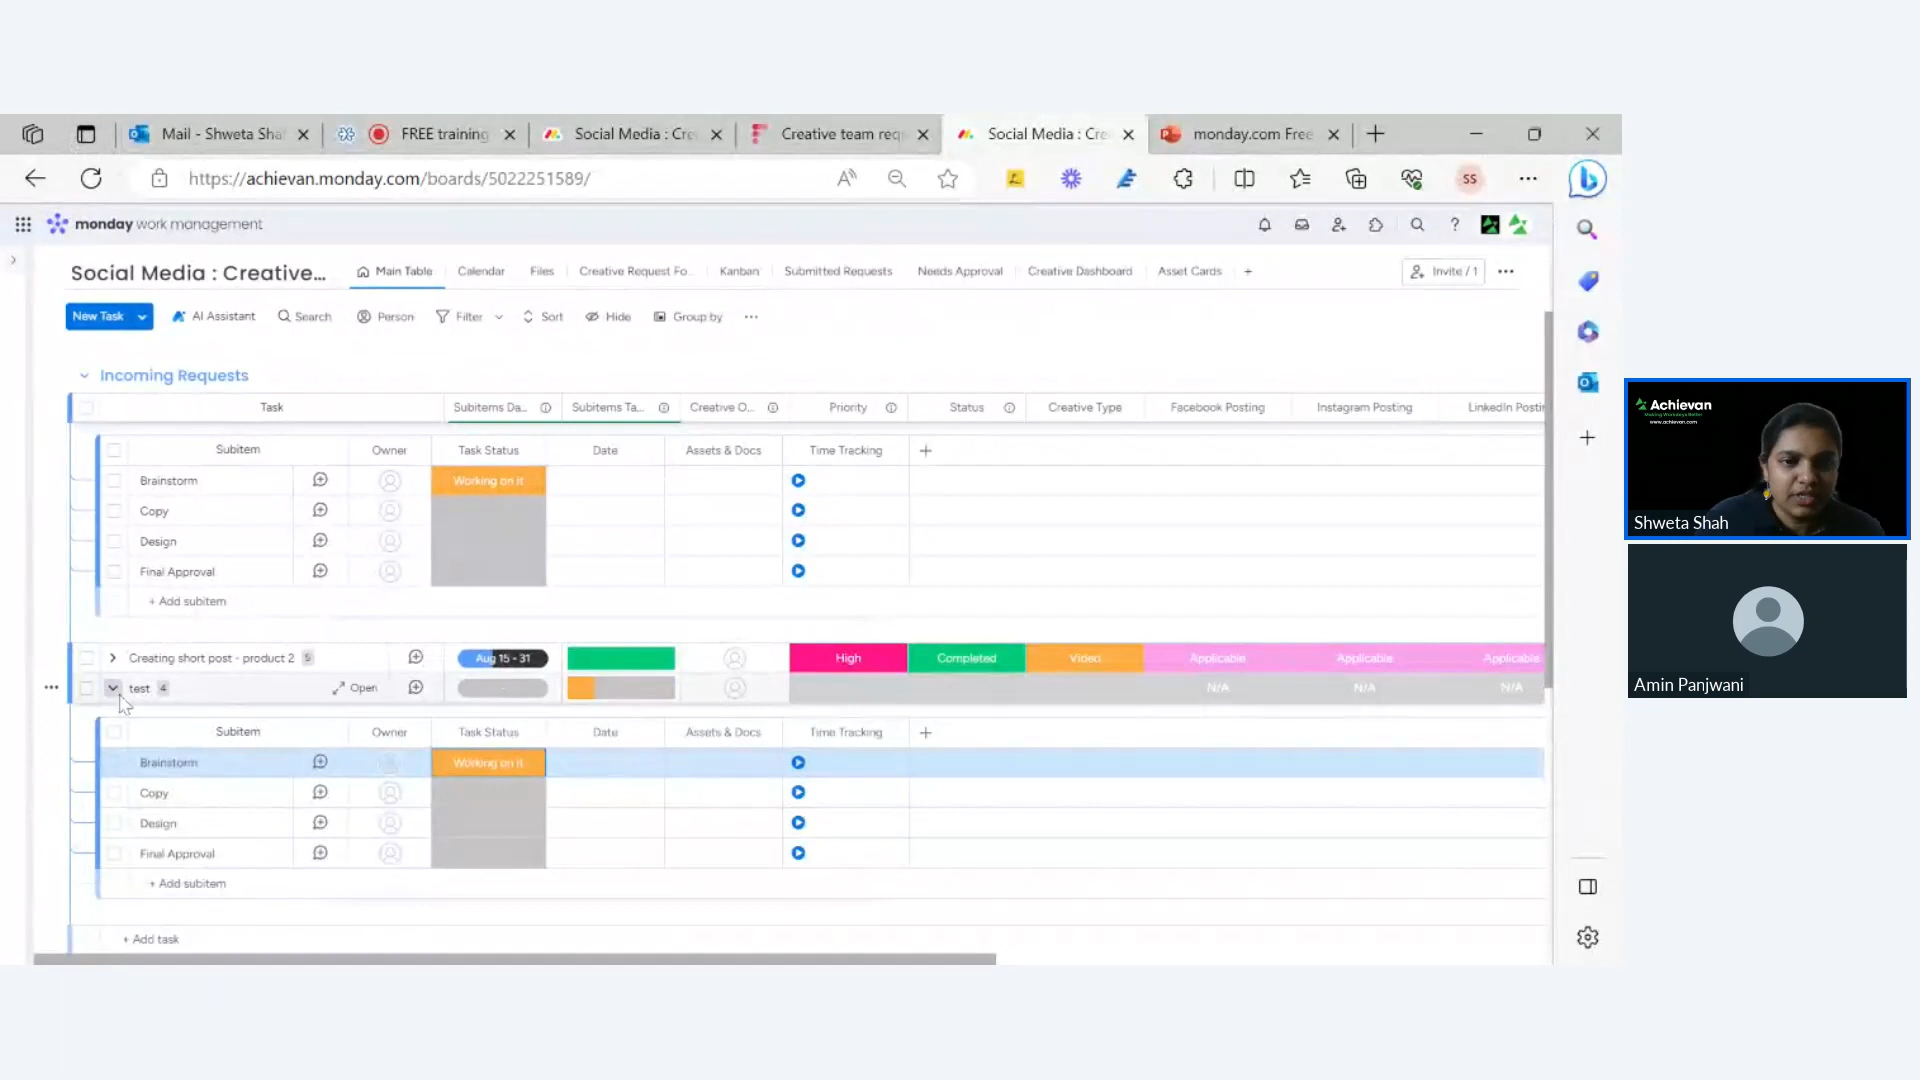 Mail - Shweta Sha
FREE training
Social Media : Cre
Creative team req
Social Media : Cre
monday.com Free
https://achievan.monday.com/boards/5022251589/
SS
monday work management
Social Media : Creative...
Main Table
Calendar
Files
Creative Request Fo...
Kanban
Submitted Requests
Needs Approval
Creative Dashboard
Asset Cards
Invite / 1
New Task
AI Assistant
Search
Person
Filter
Sort
Hide
Group by
Incoming Requests
Task
Subitems Da...
Subitems Ta...
Creative O...
Priority
Status
Creative Type
Facebook Posting
Instagram Posting
LinkedIn Posti
Subitem
Owner
Task Status
Date
Assets & Docs
Time Tracking
Brainstorm
Working on it
Copy
Design
Final Approval
+ Add subitem
Creating short post - product 2
5
Aug 15 - 31
High
Completed
Video
Applicable
Applicable
Applicable
test
4
Open
-
N/A
N/A
N/A
Subitem
Owner
Task Status
Date
Assets & Docs
Time Tracking
Brainstorm
Working on it
Copy
Design
Final Approval
+ Add subitem
+ Add task
Achievan
www.achievan.com
Shweta Shah
Amin Panjwani